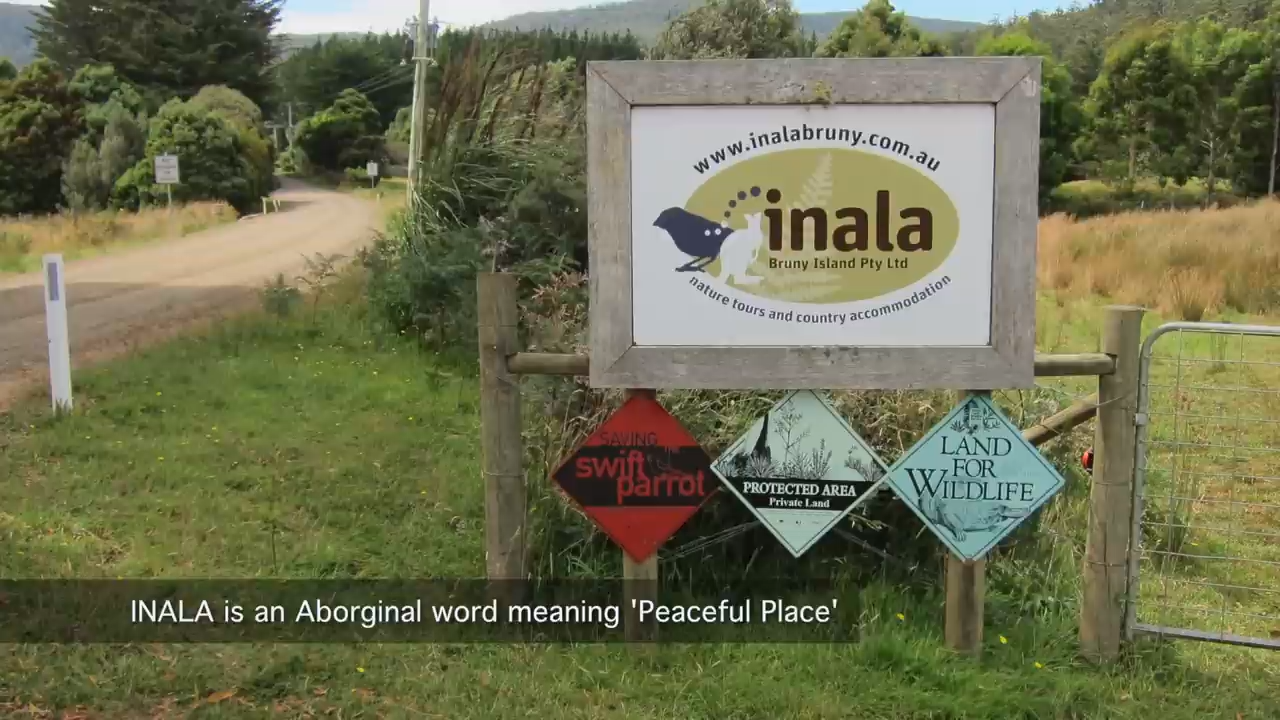 www.inalabruny.com.au
inala
Bruny Island Pty Ltd
nature tours and country accommodation
SAVING
swift
parrot
PROTECTED AREA
Private Land
LAND
FOR
WILDLIFE
INALA is an Aborginal word meaning 'Peaceful Place'